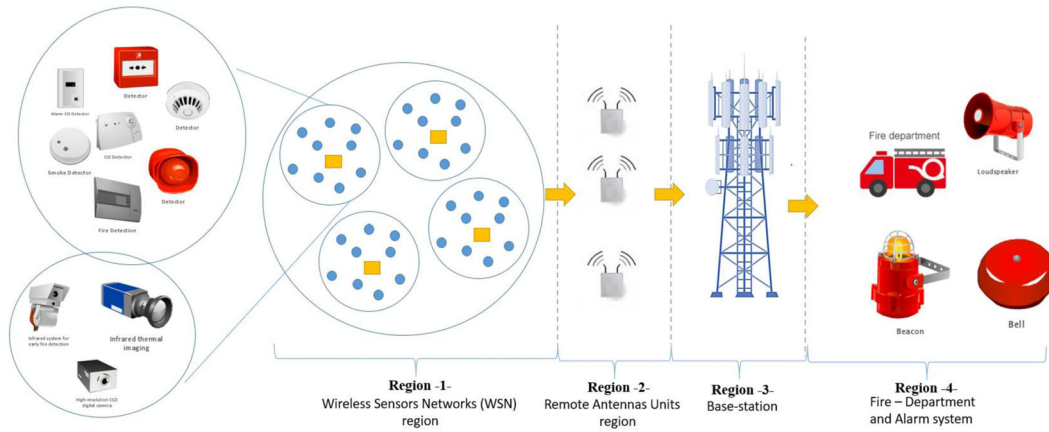 Detector
Alarm CO Detector
Detector
CO Detector
Smoke Detector
Detector
Fire Detection
Infrared system for
early fire detection
Infrared thermal
imaging
High-resolution CCD
digital camera
Fire department
Loudspeaker
Beacon
Bell
Region -1-
Wireless Sensors Networks (WSN)
region
Region -2-
Remote Antennas Units
region
Region -3-
Base-station
Region -4-
Fire – Department
and Alarm system